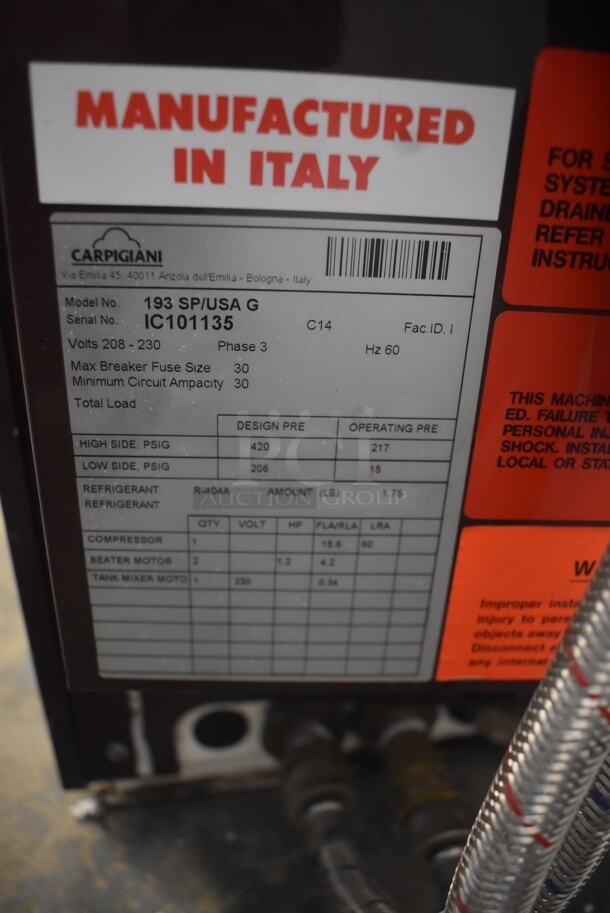 MANUFACTURED
IN ITALY
CARPIGIANI
Via Emilia 45, 40011 Anzola dell'Emilia - Bologna - Italy
Model No. 193 SP/USA G
Serial No. IC101135 C14 Fac.ID. I
Volts 208 - 230 Phase 3 Hz 60
Max Breaker Fuse Size 30
Minimum Circuit Ampacity 30
Total Load
DESIGN PRE OPERATING PRE
HIGH SIDE, PSIG 420 217
LOW SIDE, PSIG 206 15
REFRIGERANT R-404A AMOUNT (LB) 1.76
REFRIGERANT
QTY VOLT HP FLA/RLA LRA
COMPRESSOR 1 15.6 60
BEATER MOTOR 2 1.2 4.2
TANK MIXER MOTO 1 230 0.34
PCI
AUCTION GROUP
FOR
SYSTE
DRAIN
REFER
INSTRU
THIS MACHIN
ED. FAILURE
PERSONAL INJ
SHOCK. INSTA
LOCAL OR STA
W
Improper insta
injury to pers
objects away
Disconnect
any internal